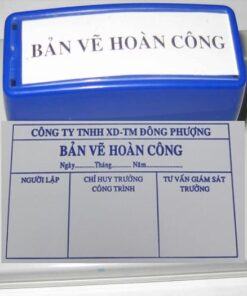 BẢN VẼ HOÀN CÔNG
CÔNG TY TNHH XD-TM ĐÔNG PHƯỢNG
BẢN VẼ HOÀN CÔNG
Ngày............Tháng............Năm............
NGƯỜI LẬP
CHỈ HUY TRƯỞNG CÔNG TRÌNH
TƯ VẤN GIÁM SÁT TRƯỞNG